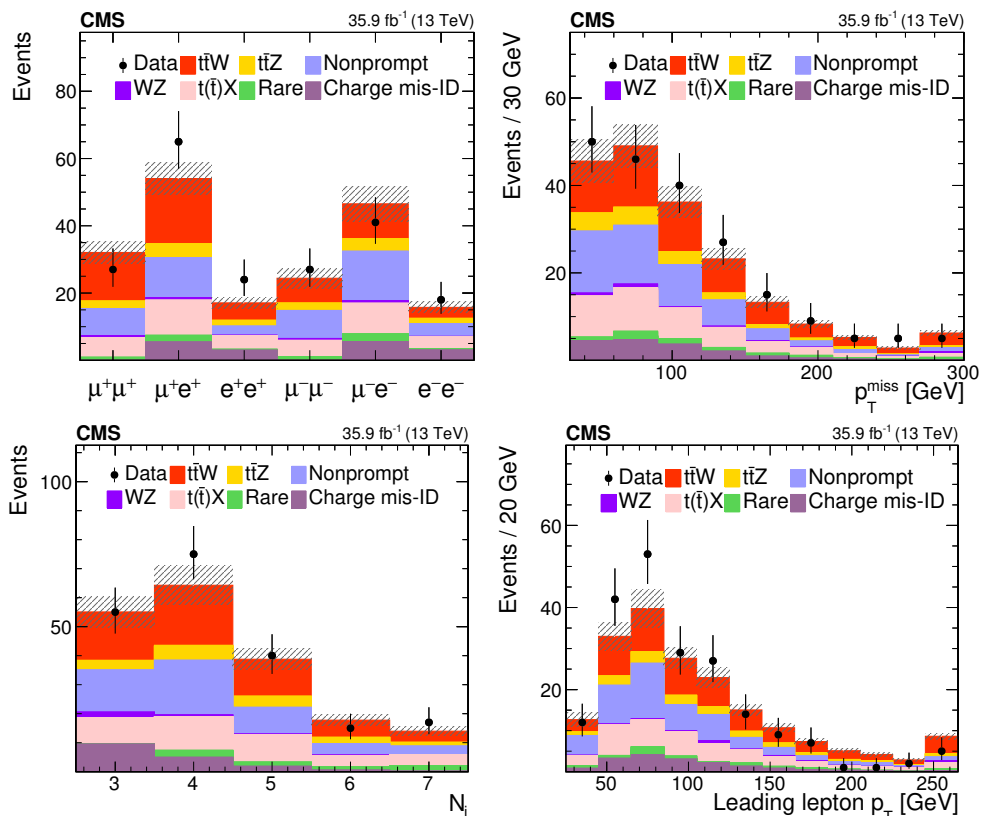 CMS 35.9 fb⁻¹ (13 TeV)
Events
80
60
40
20
Data tt̄W tt̄Z Nonprompt
WZ t(t̄)X Rare Charge mis-ID
μ⁺μ⁺ μ⁺e⁺ e⁺e⁺ μ⁻μ⁻ μ⁻e⁻ e⁻e⁻
CMS 35.9 fb⁻¹ (13 TeV)
Events / 30 GeV
60
40
20
Data tt̄W tt̄Z Nonprompt
WZ t(t̄)X Rare Charge mis-ID
100 200 300
p_T^miss [GeV]
CMS 35.9 fb⁻¹ (13 TeV)
Events
100
50
Data tt̄W tt̄Z Nonprompt
WZ t(t̄)X Rare Charge mis-ID
3 4 5 6 7
N_j
CMS 35.9 fb⁻¹ (13 TeV)
Events / 20 GeV
60
40
20
Data tt̄W tt̄Z Nonprompt
WZ t(t̄)X Rare Charge mis-ID
50 100 150 200 250
Leading lepton p_T [GeV]